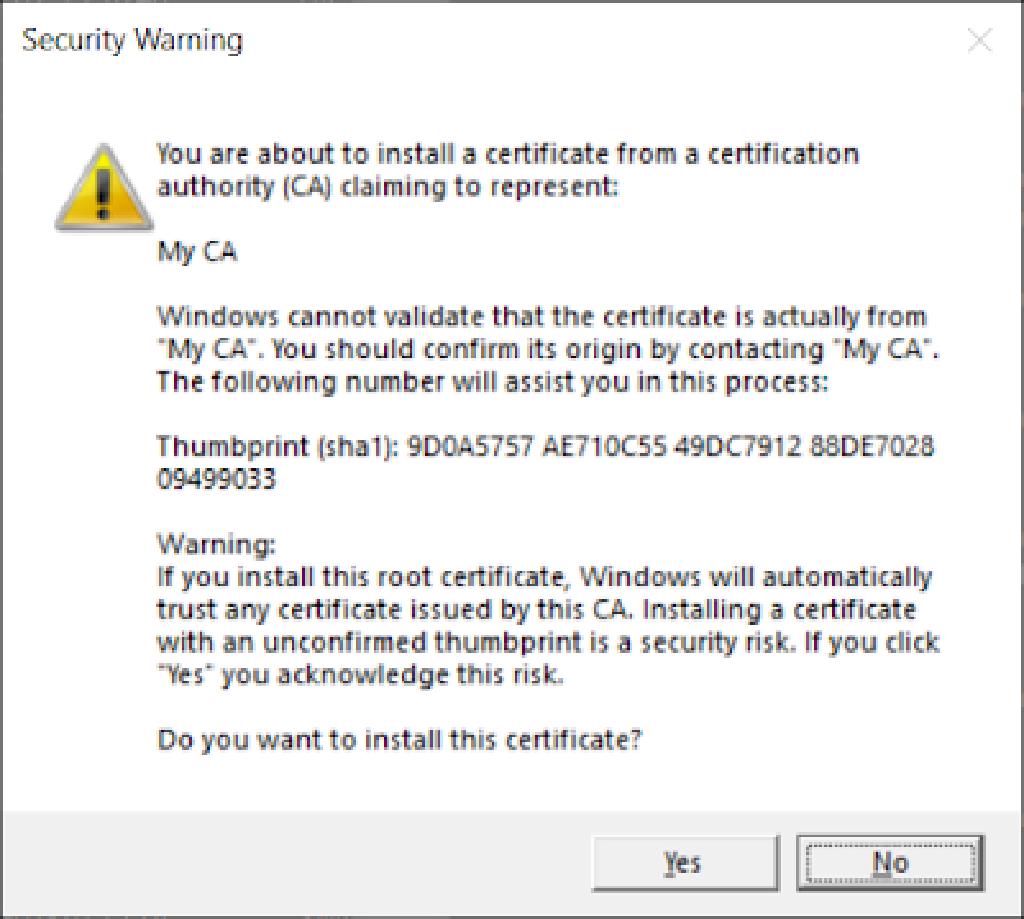 Security Warning
You are about to install a certificate from a certification
authority (CA) claiming to represent:
My CA
Windows cannot validate that the certificate is actually from
"My CA". You should confirm its origin by contacting "My CA".
The following number will assist you in this process:
Thumbprint (sha1): 9D0A5757 AE710C55 49DC7912 88DE7028
09499033
Warning:
If you install this root certificate, Windows will automatically
trust any certificate issued by this CA. Installing a certificate
with an unconfirmed thumbprint is a security risk. If you click
"Yes" you acknowledge this risk.
Do you want to install this certificate?
Yes
No